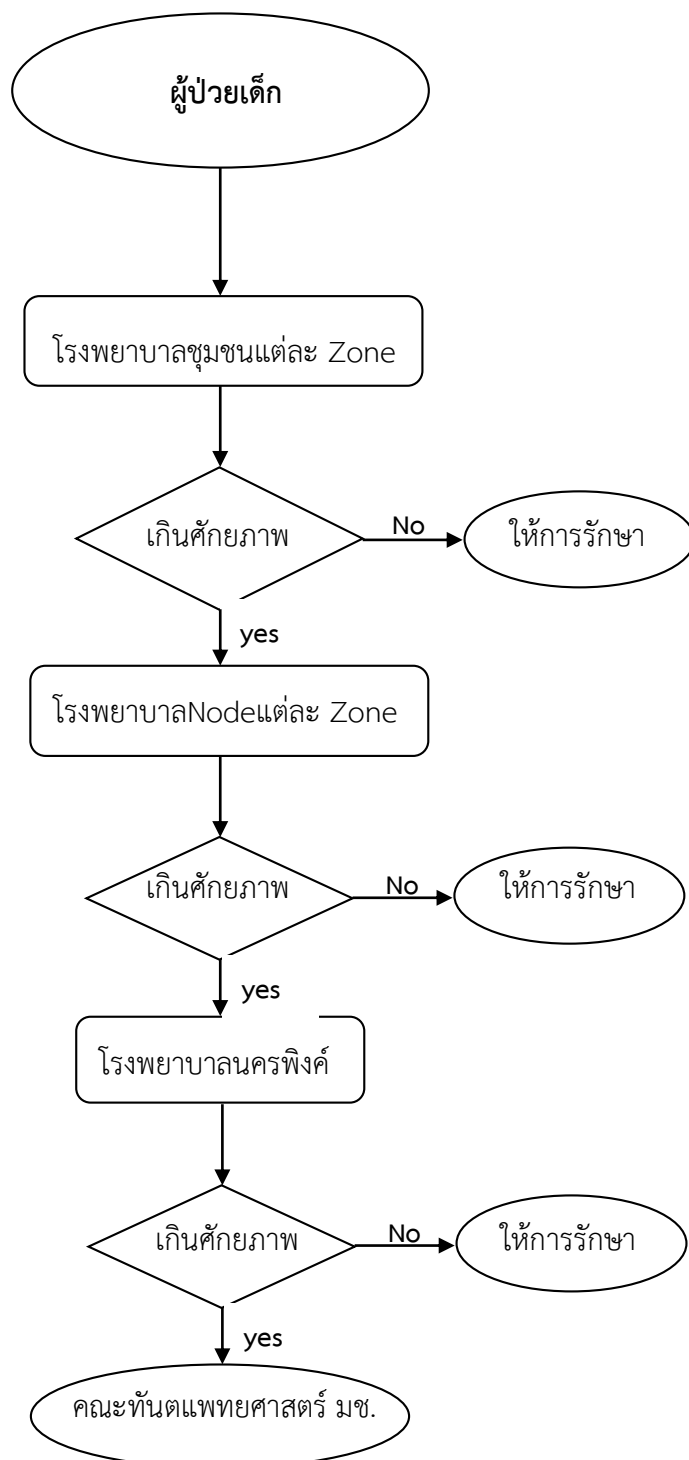 ผู้ป่วยเด็ก
โรงพยาบาลชุมชนแต่ละ Zone
เกินศักยภาพ
No
ให้การรักษา
yes
โรงพยาบาลNodeแต่ละ Zone
เกินศักยภาพ
No
ให้การรักษา
yes
โรงพยาบาลนครพิงค์
เกินศักยภาพ
No
ให้การรักษา
yes
คณะทันตแพทยศาสตร์ มช.